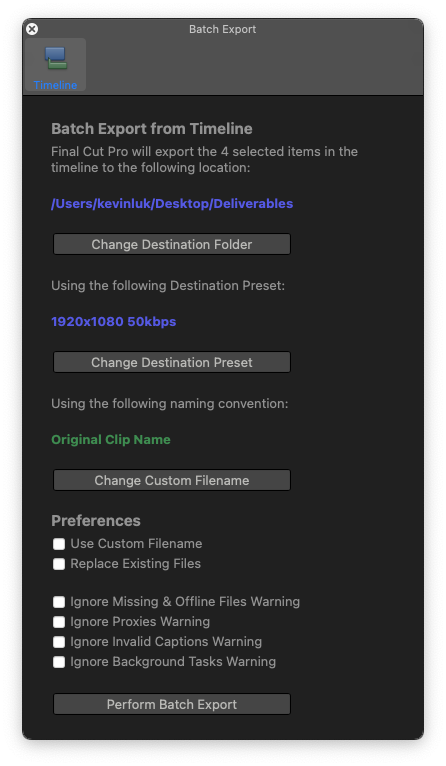 Batch Export
Timeline
Batch Export from Timeline
Final Cut Pro will export the 4 selected items in the
timeline to the following location:
/Users/kevinluk/Desktop/Deliverables
Change Destination Folder
Using the following Destination Preset:
1920x1080 50kbps
Change Destination Preset
Using the following naming convention:
Original Clip Name
Change Custom Filename
Preferences
Use Custom Filename
Replace Existing Files
Ignore Missing & Offline Files Warning
Ignore Proxies Warning
Ignore Invalid Captions Warning
Ignore Background Tasks Warning
Perform Batch Export